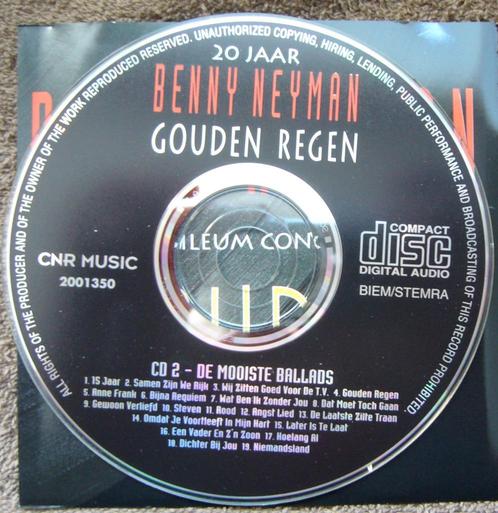 ALL RIGHTS OF THE PRODUCER AND OF THE OWNER OF THE WORK REPRODUCED RESERVED. UNAUTHORIZED COPYING, HIRING, LENDING, PUBLIC PERFORMANCE AND BROADCASTING OF THIS RECORD PROHIBITED.
20 JAAR
BENNY NEYMAN
GOUDEN REGEN
CNR MUSIC
2001350
COMPACT
disc
DIGITAL AUDIO
BIEM/STEMRA
CD 2 - DE MOOISTE BALLADS
1. 15 Jaar 2. Samen Zijn We Rijk 3. Wij Zitten Goed Voor De T.V. 4. Gouden Regen
5. Anne Frank 6. Bijna Requiem 7. Wat Ben Ik Zonder Jou 8. Dat Moet Toch Gaan
9. Gewoon Verliefd 10. Steven 11. Rood 12. Angst Lied 13. De Laatste Zilte Traan
14. Omdat Je Voortleeft In Mijn Hart 15. Later Is Te Laat
16. Een Vader En Z'n Zoon 17. Hoelang Al
18. Dichter Bij Jou 19. Niemandsland